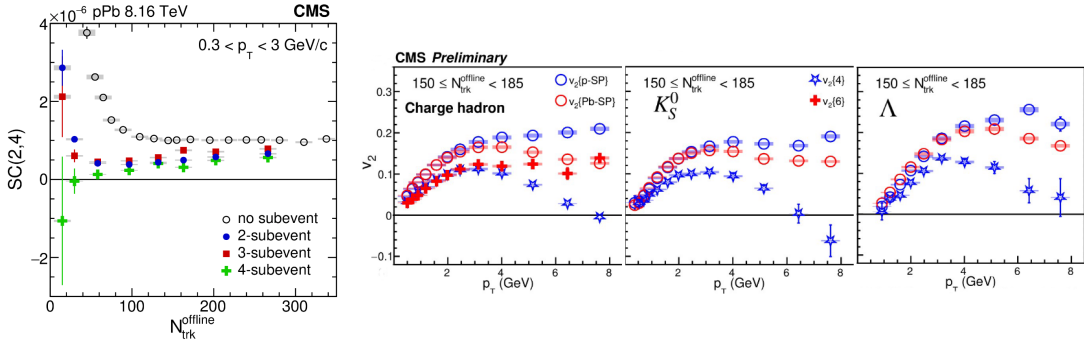 pPb 8.16 TeV CMS
×10⁻⁶
0.3 < p_T < 3 GeV/c
SC(2,4)
4
2
0
−2
no subevent
2-subevent
3-subevent
4-subevent
0 100 200 300
N_trk^offline
CMS Preliminary
150 ≤ N_trk^offline < 185
Charge hadron
v₂{p-SP}
v₂{Pb-SP}
v₂
0.3
0.2
0.1
0
−0.1
0 2 4 6 8
p_T (GeV)
150 ≤ N_trk^offline < 185
K_S^0
v₂{4}
v₂{6}
0 2 4 6 8
p_T (GeV)
150 ≤ N_trk^offline < 185
Λ
0 2 4 6 8
p_T (GeV)